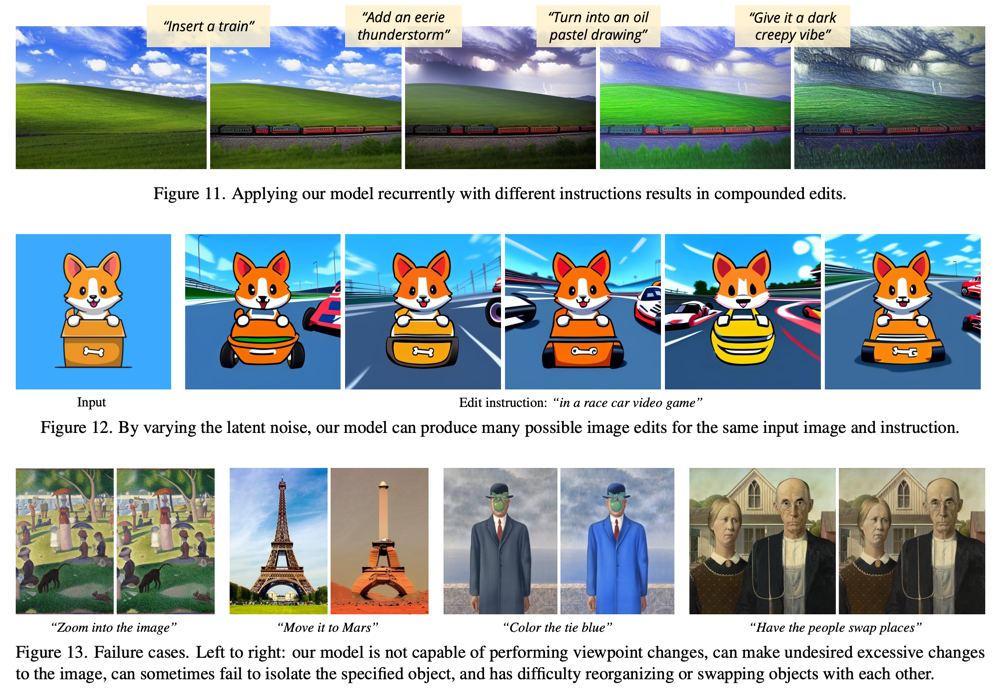 “Insert a train”
“Add an eerie
thunderstorm”
“Turn into an oil
pastel drawing”
“Give it a dark
creepy vibe”
Figure 11. Applying our model recurrently with different instructions results in compounded edits.
Input
Edit instruction: “in a race car video game”
Figure 12. By varying the latent noise, our model can produce many possible image edits for the same input image and instruction.
“Zoom into the image”
“Move it to Mars”
“Color the tie blue”
“Have the people swap places”
Figure 13. Failure cases. Left to right: our model is not capable of performing viewpoint changes, can make undesired excessive changes
to the image, can sometimes fail to isolate the specified object, and has difficulty reorganizing or swapping objects with each other.